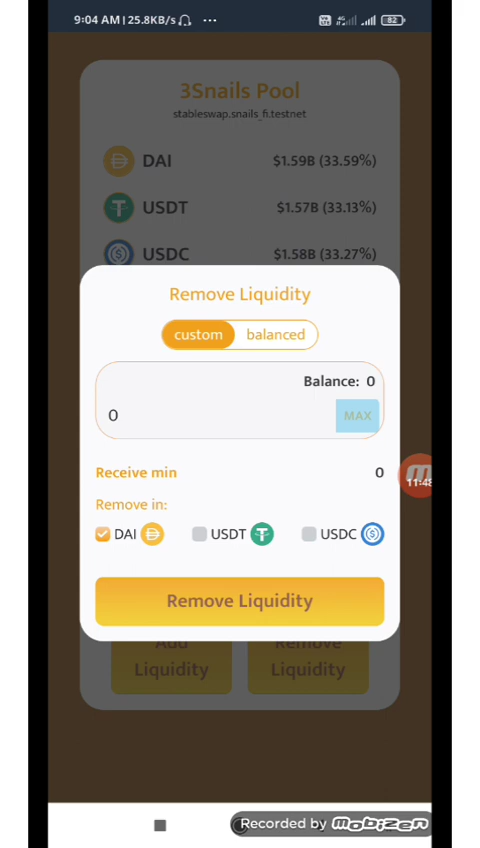 9:04 AM | 25.8KB/s ... 4G 82
3Snails Pool
stableswap.snails_fi.testnet
DAI $1.59B (33.59%)
USDT $1.57B (33.13%)
USDC $1.58B (33.27%)
Remove Liquidity
custom balanced
Balance: 0
0 MAX
11:48
Receive min 0
Remove in:
DAI USDT USDC
Remove Liquidity
Add Remove
Liquidity Liquidity
Recorded by mobizen